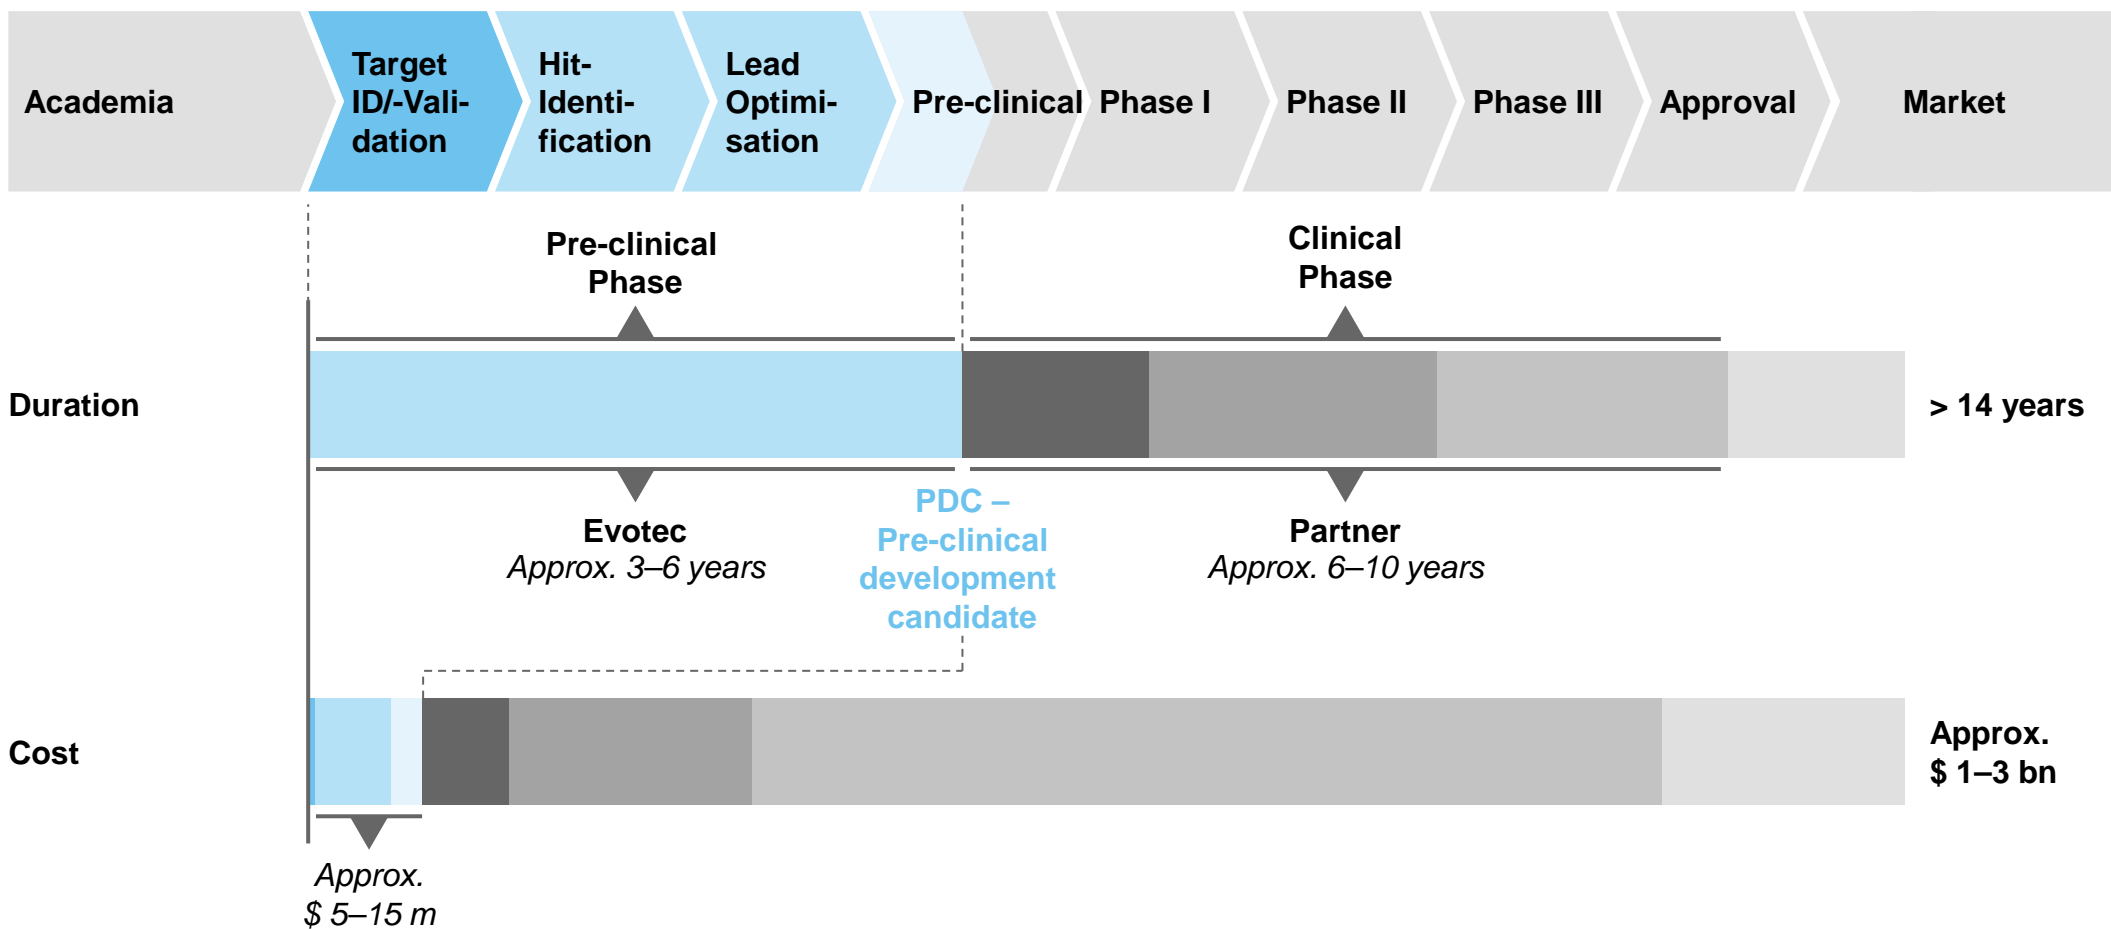 Academia
Target
ID/-Vali-
dation
Hit-
Identi-
fication
Lead
Optimi-
sation
Pre-clinical
Phase I
Phase II
Phase III
Approval
Market
Pre-clinical
Phase
Clinical
Phase
Duration
> 14 years
Evotec
Approx. 3–6 years
PDC –
Pre-clinical
development
candidate
Partner
Approx. 6–10 years
Cost
Approx.
$ 1–3 bn
Approx.
$ 5–15 m